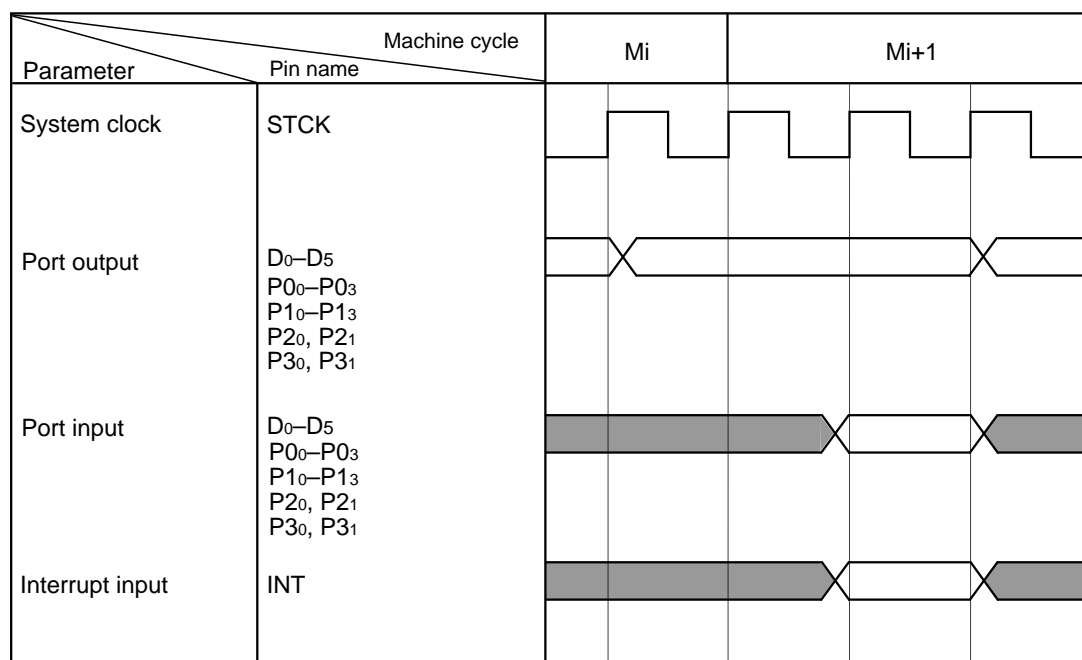 Machine cycle
Parameter
Pin name
Mi
Mi+1
System clock
STCK
Port output
D0–D5
P00–P03
P10–P13
P20, P21
P30, P31
Port input
D0–D5
P00–P03
P10–P13
P20, P21
P30, P31
Interrupt input
INT